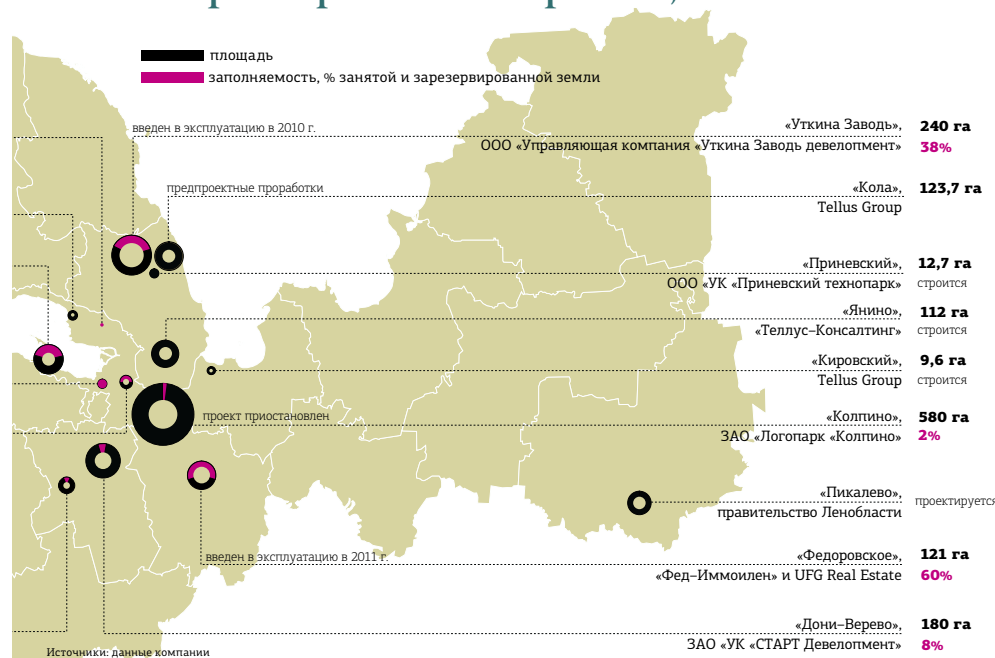 площадь
заполняемость, % занятой и зарезервированной земли
введен в эксплуатацию в 2010 г.
«Уткина Заводь», 240 га
ООО «Управляющая компания «Уткина Заводь девелопмент» 38%
предпроектные проработки
«Кола», 123,7 га
Tellus Group
«Приневский», 12,7 га
ООО «УК «Приневский технопарк» строится
«Янино», 112 га
«Теллус–Консалтинг» строится
«Кировский», 9,6 га
Tellus Group строится
проект приостановлен
«Колпино», 580 га
ЗАО «Логопарк «Колпино» 2%
«Пикалево», проектируется
правительство Ленобласти
введен в эксплуатацию в 2011 г.
«Федоровское», 121 га
«Фед–Иммоилен» и UFG Real Estate 60%
«Дони–Верево», 180 га
ЗАО «УК «СТАРТ Девелопмент» 8%
Источники: данные компании